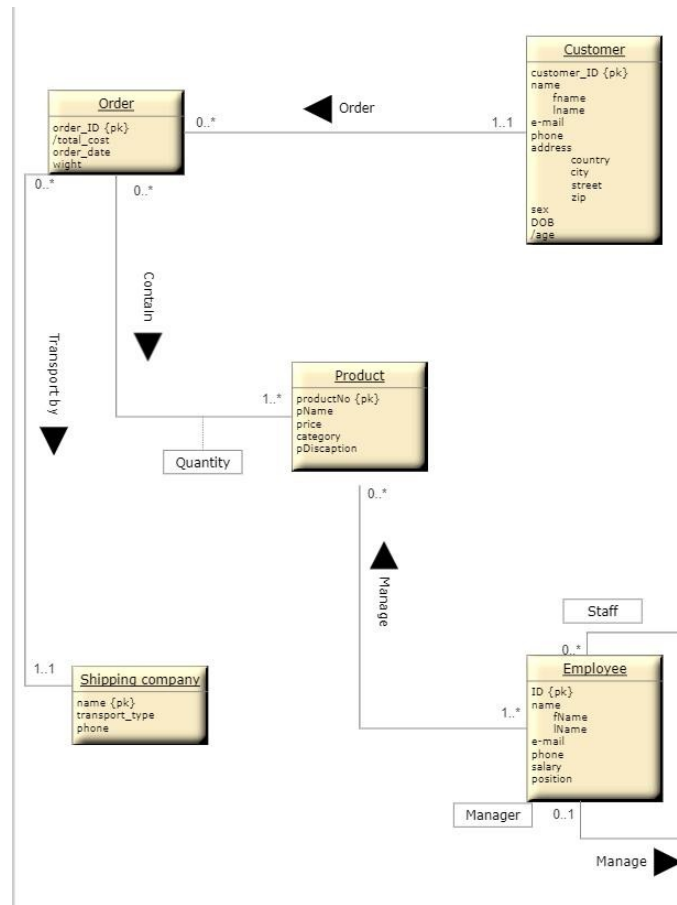 Customer
customer_ID {pk}
name
fname
lname
e-mail
phone
address
country
city
street
zip
sex
DOB
/age
Order
1..1
0..*
Order
order_ID {pk}
/total_cost
order_date
wight
0..*
0..*
Contain
Transport by
Product
productNo {pk}
pName
price
category
pDiscaption
1..*
Quantity
0..*
Manage
Staff
0..*
Employee
ID {pk}
name
fName
lName
e-mail
phone
salary
position
1..*
1..1
Shipping company
name {pk}
transport_type
phone
Manager
0..1
Manage